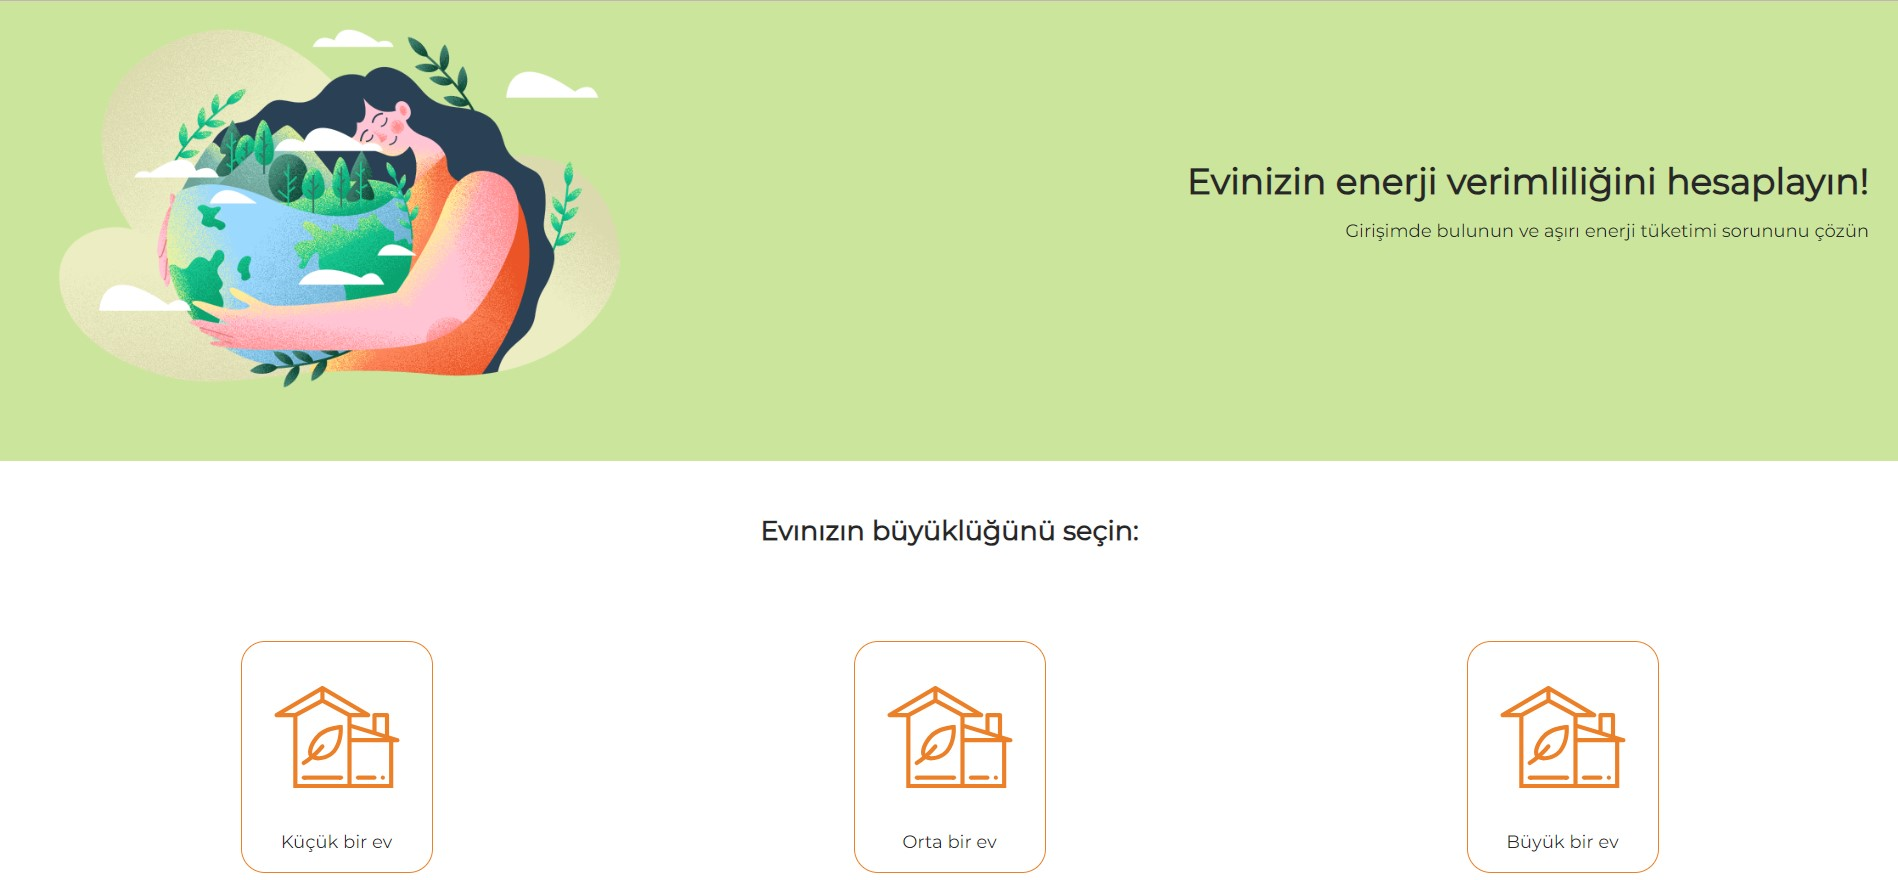 Evinizin enerji verimliliğini hesaplayın!
Girişimde bulunun ve aşırı enerji tüketimi sorununu çözün
Evınızın büyüklüğünü seçin:
Küçük bir ev
Orta bir ev
Büyük bir ev